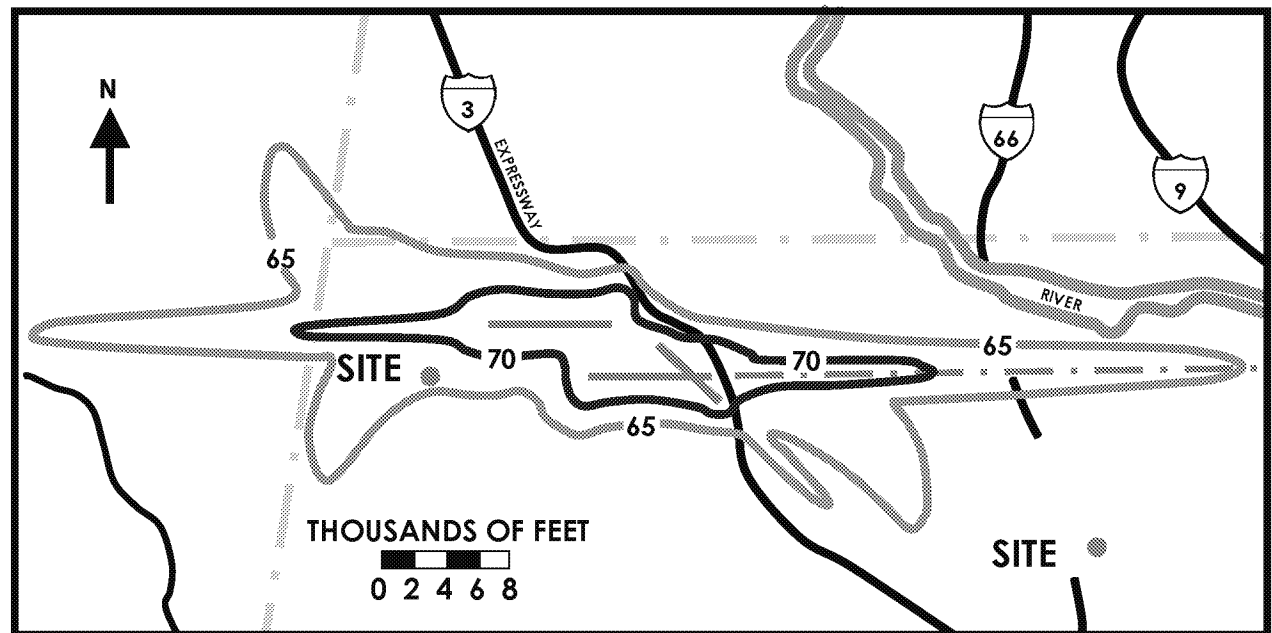 N
3
EXPRESSWAY
66
9
65
RIVER
65
SITE
70
70
65
THOUSANDS OF FEET
0 2 4 6 8
SITE